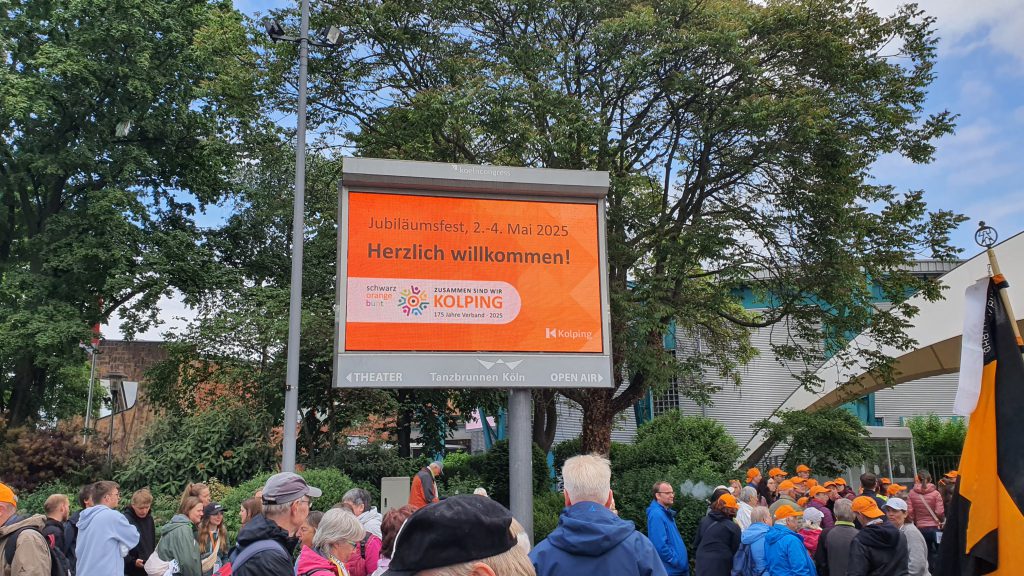 koelncongress
Jubiläumsfest, 2.-4. Mai 2025
Herzlich willkommen!
schwarz
orange
bunt
ZUSAMMEN SIND WIR
KOLPING
175 Jahre Verband · 2025
Kolping
THEATER
Tanzbrunnen Köln
OPEN AIR